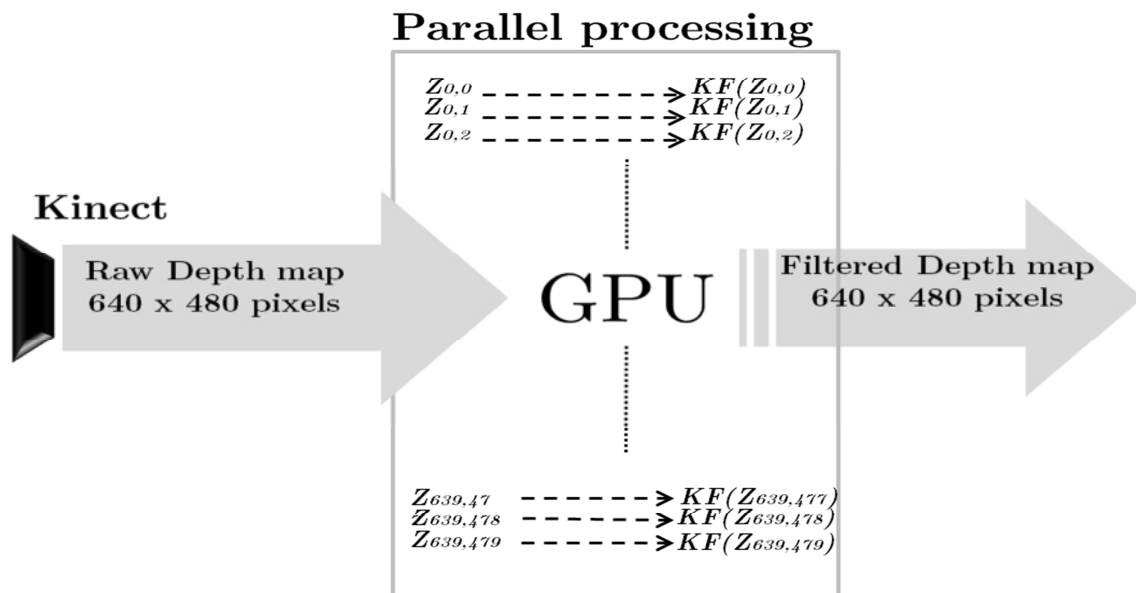 Parallel processing
Z0,0 KF(Z0,0)
Z0,1 KF(Z0,1)
Z0,2 KF(Z0,2)
Kinect
Raw Depth map
640 x 480 pixels
GPU
Filtered Depth map
640 x 480 pixels
Z639,47 KF(Z639,477)
Z639,478 KF(Z639,478)
Z639,479 KF(Z639,479)